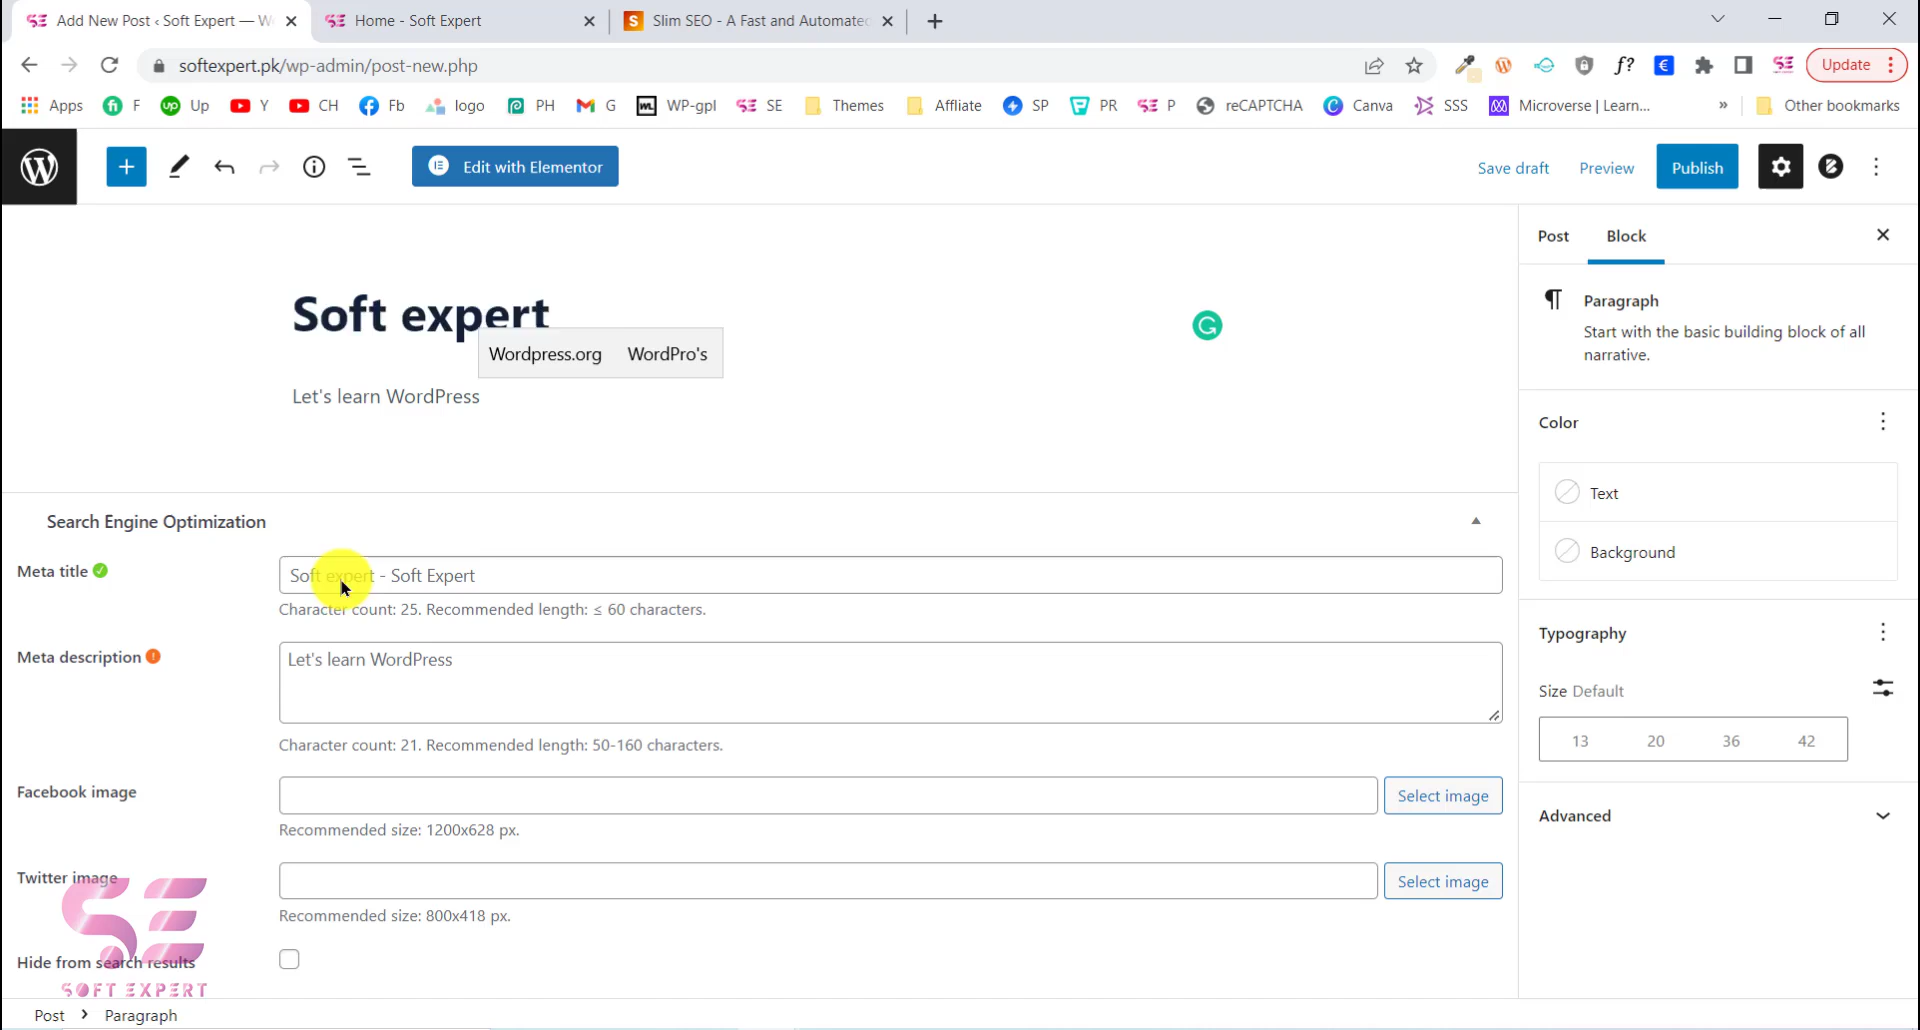 Add New Post ‹ Soft Expert — W
Home - Soft Expert
Slim SEO - A Fast and Automated
softexpert.pk/wp-admin/post-new.php
Update
Apps F Up Y CH Fb logo PH G WP-gpl SE Themes Affliate SP PR P reCAPTCHA Canva SSS Microverse | Learn... » Other bookmarks
Edit with Elementor
Save draft Preview Publish
Post Block
Soft expert
Wordpress.org WordPro's
Let's learn WordPress
Paragraph
Start with the basic building block of all
narrative.
Color
Text
Background
Typography
Size Default
13 20 36 42
Advanced
Search Engine Optimization
Meta title
Soft expert - Soft Expert
Character count: 25. Recommended length: ≤ 60 characters.
Meta description
Let's learn WordPress
Character count: 21. Recommended length: 50-160 characters.
Facebook image
Select image
Recommended size: 1200x628 px.
Twitter image
Select image
Recommended size: 800x418 px.
Hide from search results
SE
SOFT EXPERT
Post › Paragraph